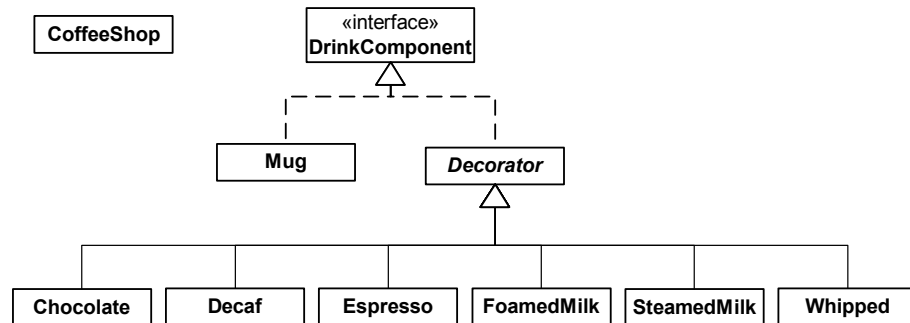 CoffeeShop
«interface»
DrinkComponent
Mug
Decorator
Chocolate
Decaf
Espresso
FoamedMilk
SteamedMilk
Whipped